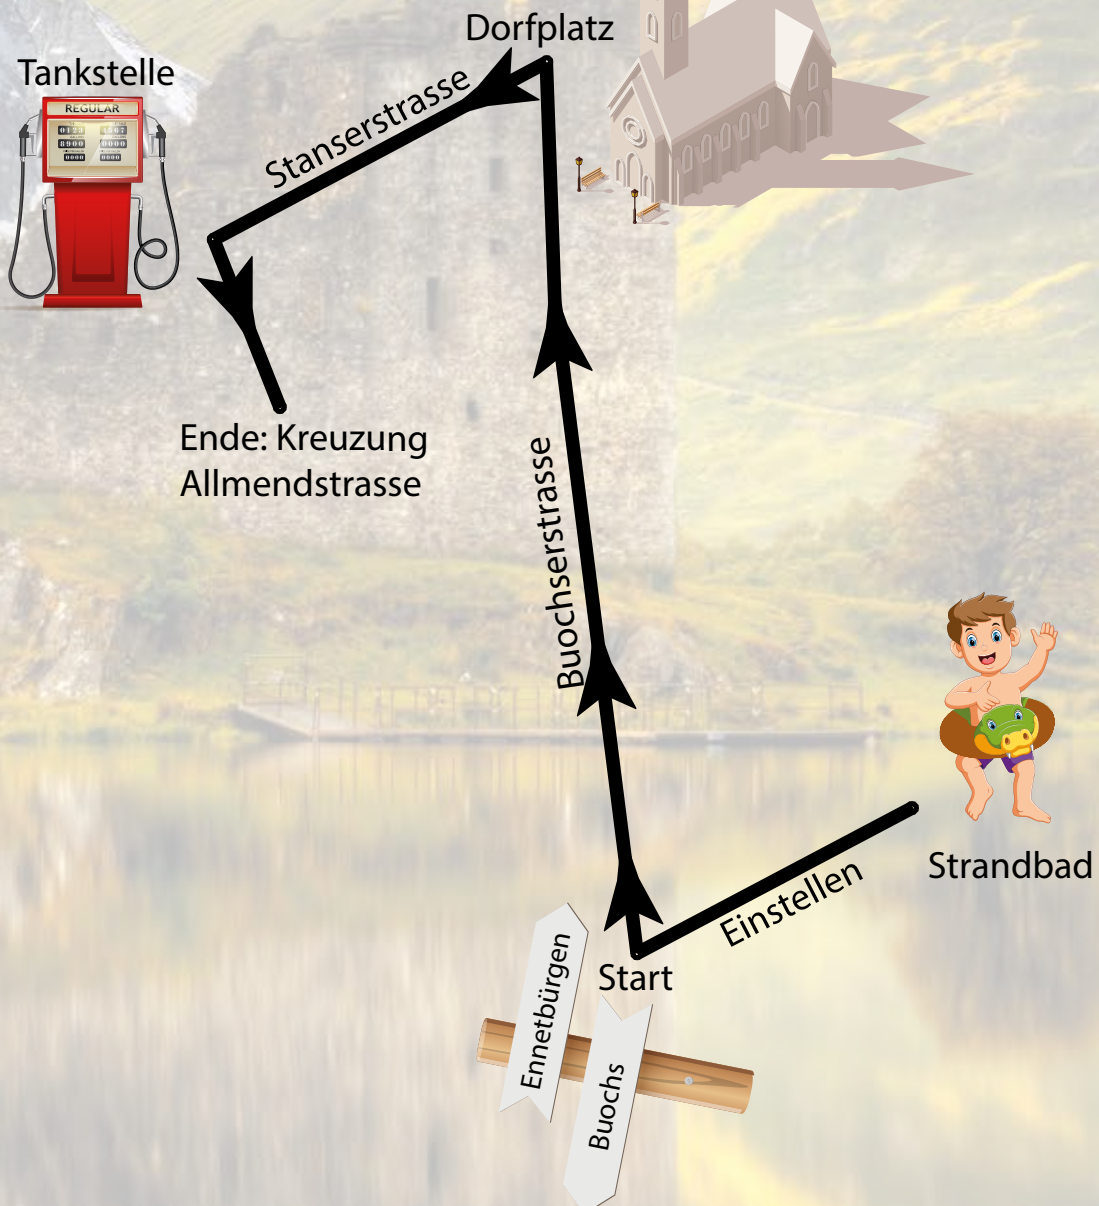 Dorfplatz
Tankstelle
REGULAR
Stanserstrasse
Ende: Kreuzung
Allmendstrasse
Buochserstrasse
Strandbad
Einstellen
Start
Ennetbürgen
Buochs